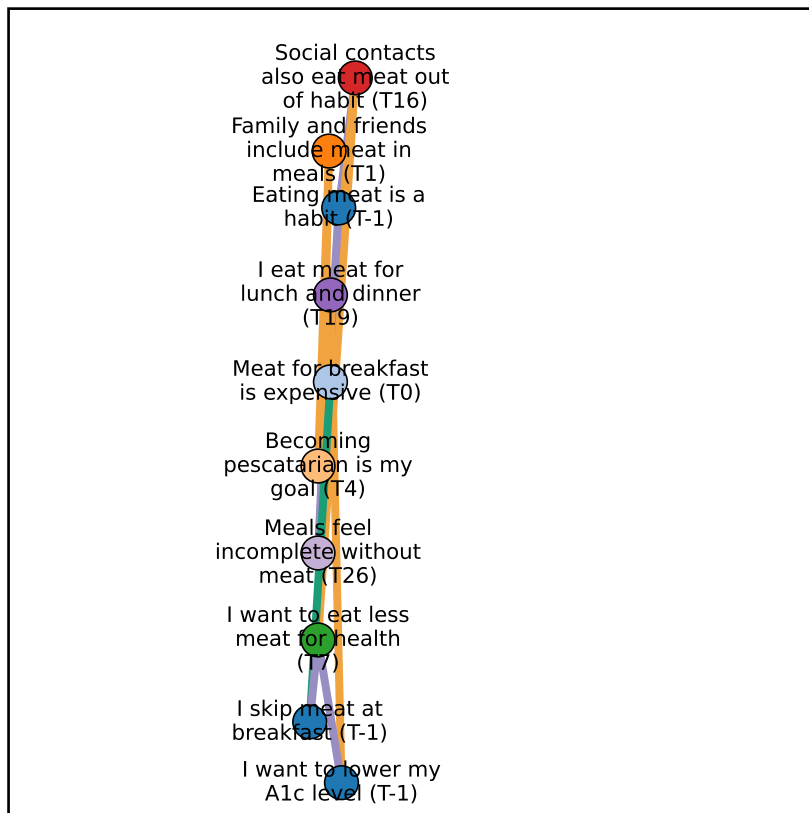 Social contacts
also eat meat out
of habit (T16)
Family and friends
include meat in
meals (T1)
Eating meat is a
habit (T-1)
I eat meat for
lunch and dinner
(T19)
Meat for breakfast
is expensive (T0)
Becoming
pescatarian is my
goal (T4)
Meals feel
incomplete without
meat (T26)
I want to eat less
meat for health
(T7)
I skip meat at
breakfast (T-1)
I want to lower my
A1c level (T-1)